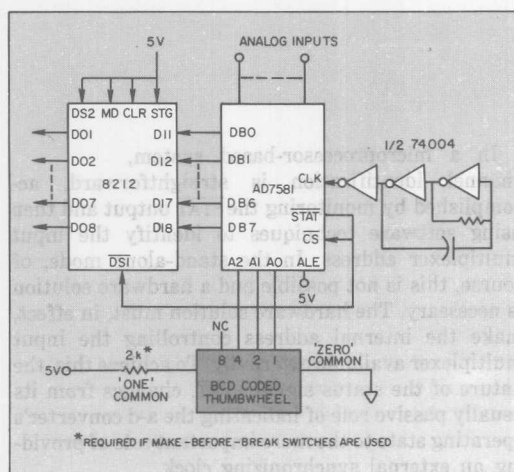 5V
ANALOG INPUTS
DS2 MD CLR STG
DO1 DI1 DB0
DO2 DI2 DB1
8212 AD7581
DO7 DI7 DB6
DO8 DI8 DB7
CLK
1/2 74004
STAT
CS
DS1
A2 A1 A0 ALE
5V
NC
8 4 2 1
'ZERO'
COMMON
2k *
5V
'ONE'
COMMON
BCD CODED
THUMBWHEEL
* REQUIRED IF MAKE-BEFORE-BREAK SWITCHES ARE USED